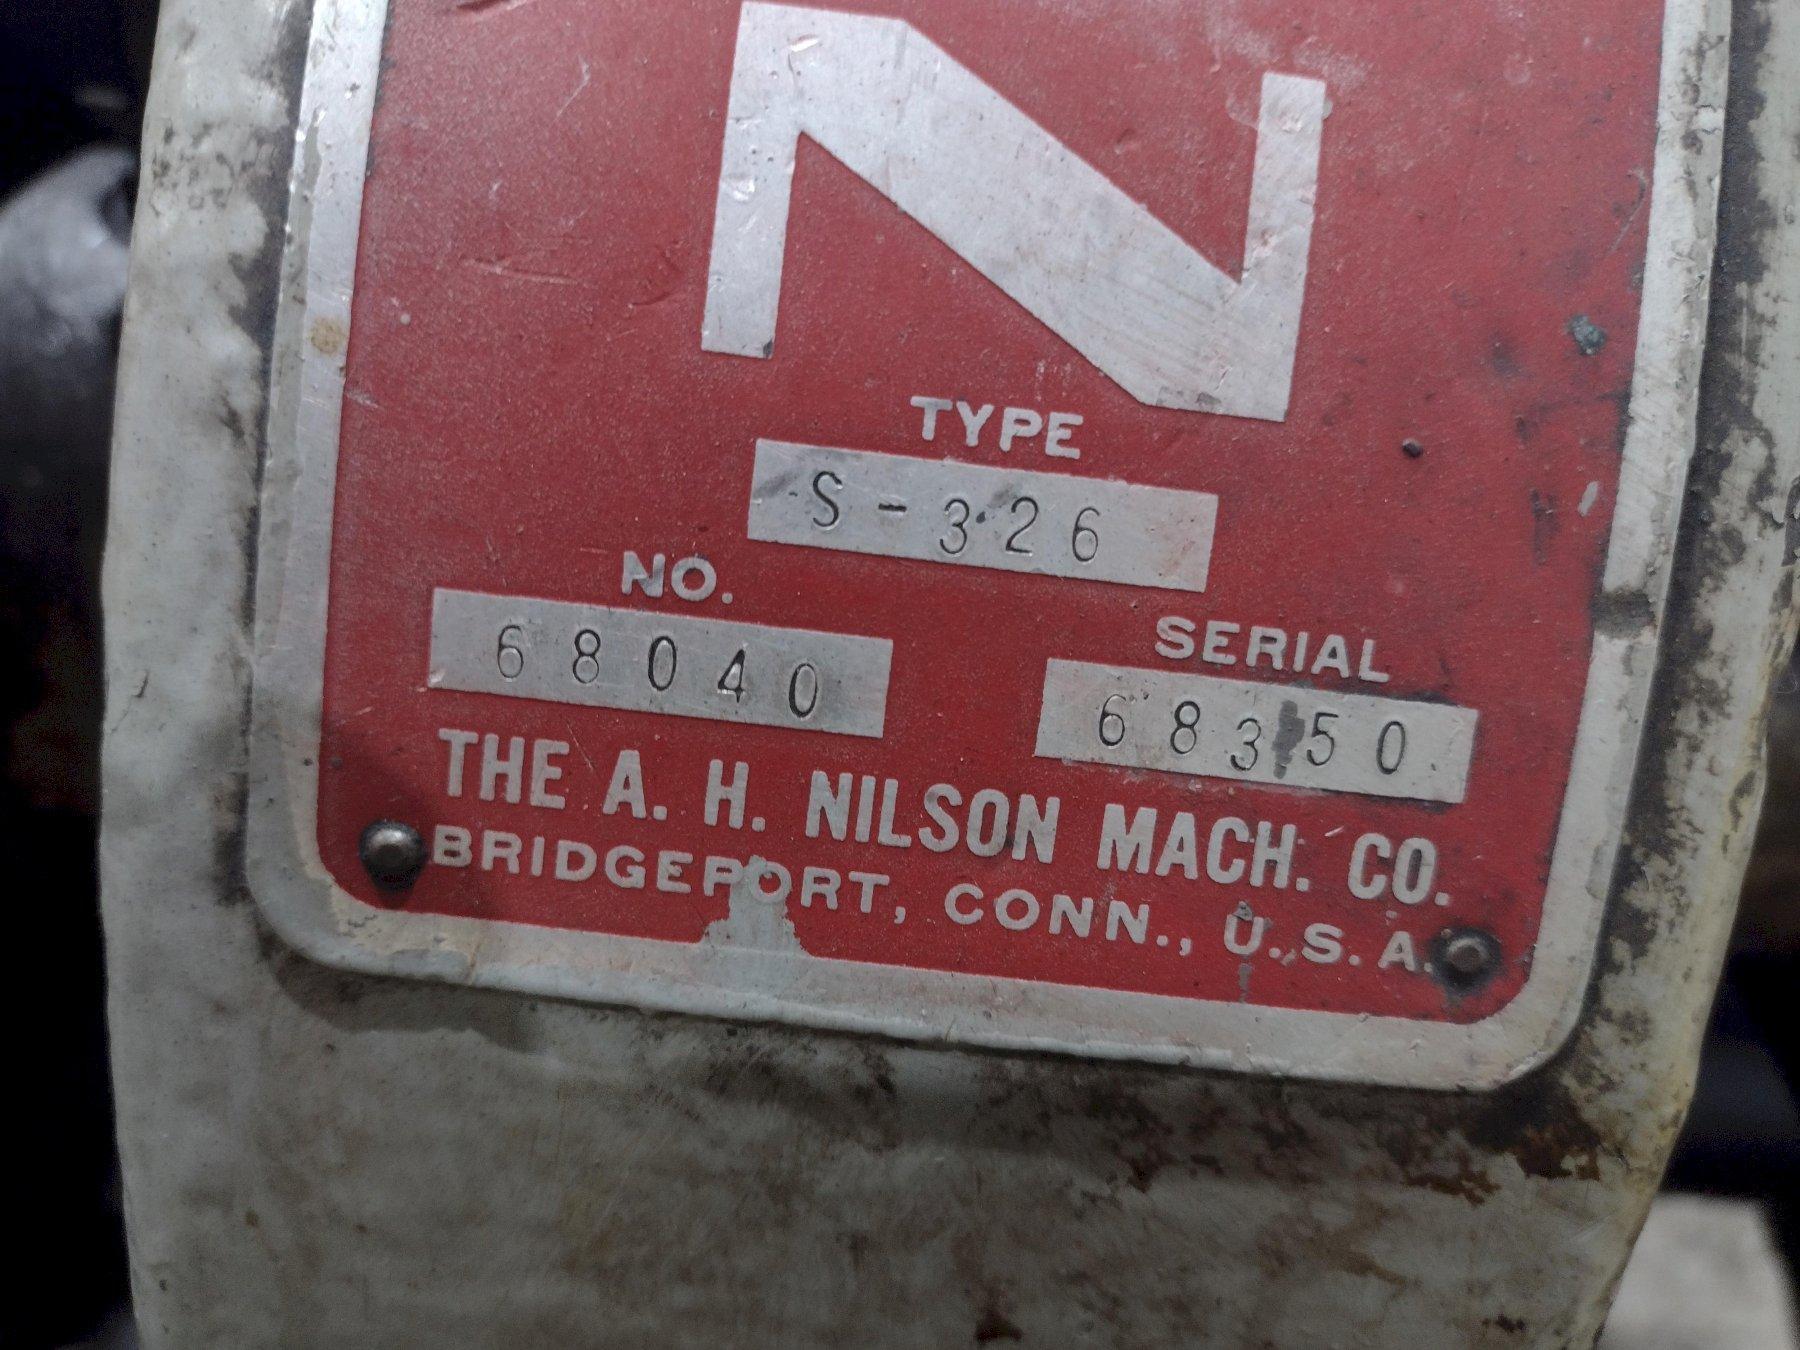 N
TYPE
S-326
NO.
68040
SERIAL
68350
THE A. H. NILSON MACH. CO.
BRIDGEPORT, CONN., U.S.A.